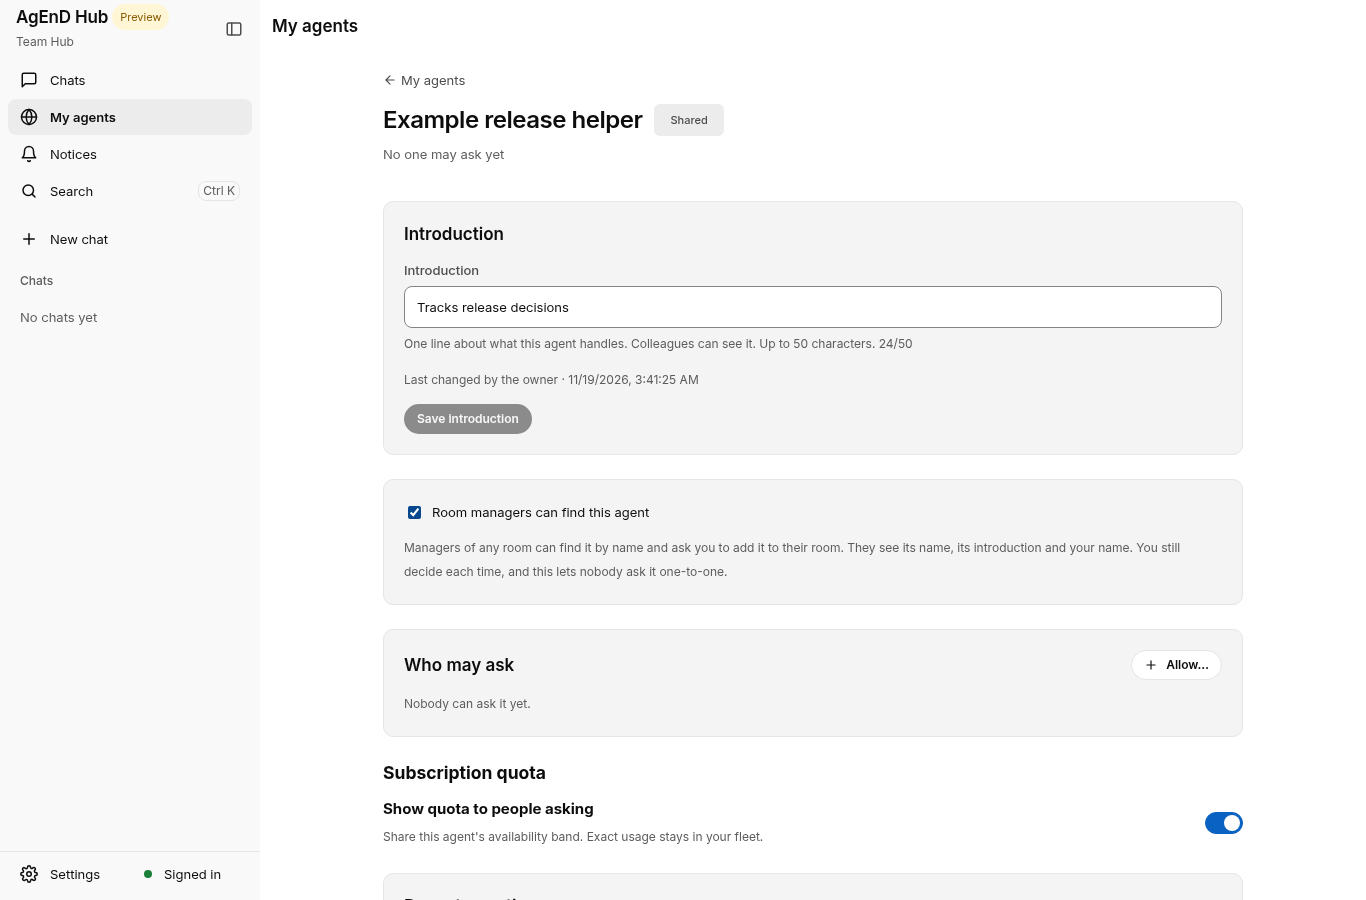 AgEnD Hub Preview
Team Hub
Chats
My agents
Notices
Search Ctrl K
New chat
Chats
No chats yet
Settings
Signed in
My agents
My agents
Example release helper Shared
No one may ask yet
Introduction
Introduction
Tracks release decisions
One line about what this agent handles. Colleagues can see it. Up to 50 characters. 24/50
Last changed by the owner · 11/19/2026, 3:41:25 AM
Save introduction
Room managers can find this agent
Managers of any room can find it by name and ask you to add it to their room. They see its name, its introduction and your name. You still
decide each time, and this lets nobody ask it one-to-one.
Who may ask
Allow...
Nobody can ask it yet.
Subscription quota
Show quota to people asking
Share this agent's availability band. Exact usage stays in your fleet.